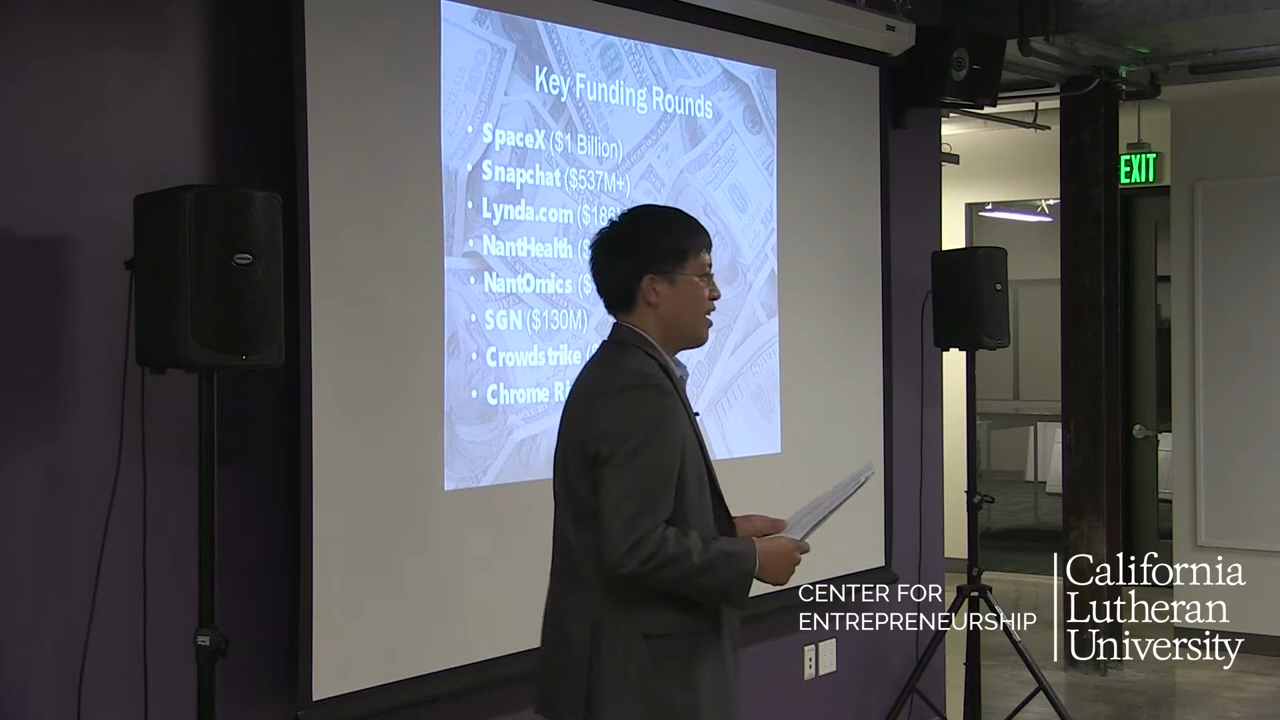 Key Funding Rounds
• SpaceX ($1 Billion)
• Snapchat ($537M+)
• Lynda.com ($186
• NantHealth ($
• NantOmics ($
• SGN ($130M)
• Crowdstrike (
• Chrome
EXIT
CENTER FOR
ENTREPRENEURSHIP
California
Lutheran
University